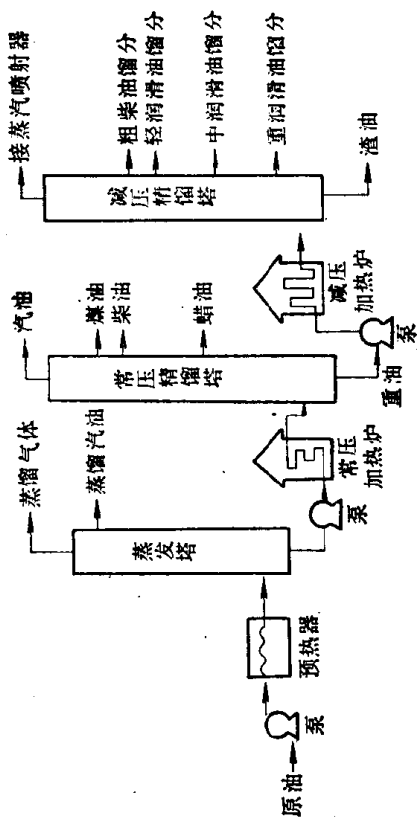 原油
泵
预热器
蒸发塔
蒸馏气体
蒸馏汽油
泵
常压
加热炉
常压精馏塔
汽油
煤油
柴油
蜡油
重油
泵
减压
加热炉
减压精馏塔
接蒸汽喷射器
粗柴油馏分
轻润滑油馏分
中润滑油馏分
重润滑油馏分
渣油